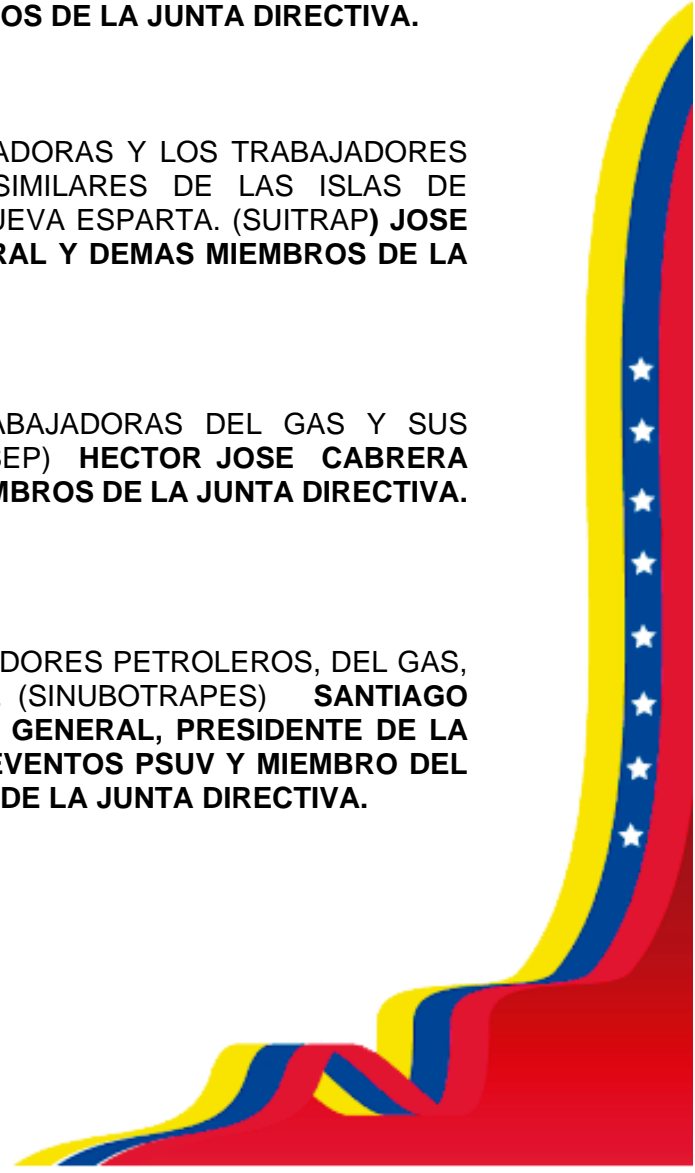 OS DE LA JUNTA DIRECTIVA.
ADORAS Y LOS TRABAJADORES
SIMILARES DE LAS ISLAS DE
UEVA ESPARTA. (SUITRAP) JOSE
RAL Y DEMAS MIEMBROS DE LA
ABAJADORAS DEL GAS Y SUS
SEP) HECTOR JOSE CABRERA
MBROS DE LA JUNTA DIRECTIVA.
DORES PETROLEROS, DEL GAS,
(SINUBOTRAPES) SANTIAGO
GENERAL, PRESIDENTE DE LA
EVENTOS PSUV Y MIEMBRO DEL
DE LA JUNTA DIRECTIVA.